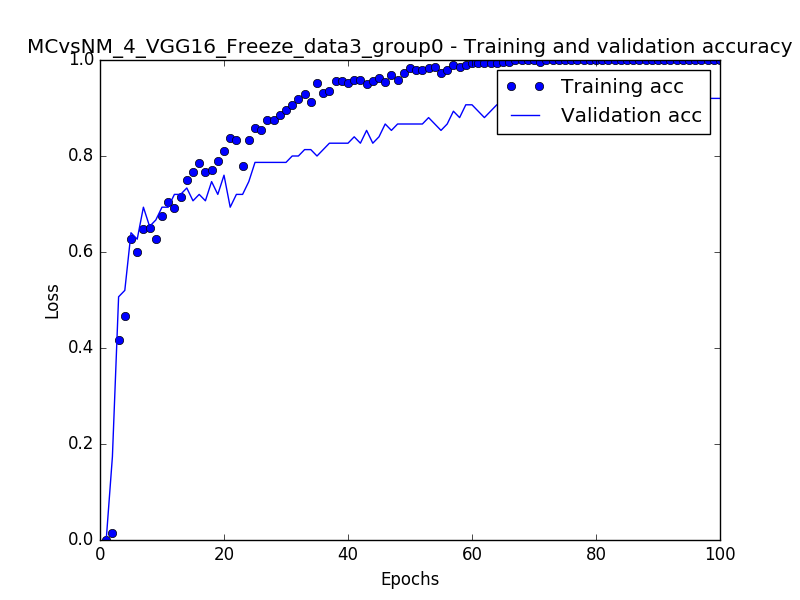 MCvsNM_4_VGG16_Freeze_data3_group0 - Training and validation accuracy
1.0
Training acc
Validation acc
0.8
0.6
Loss
0.4
0.2
0.0
0 20 40 60 80 100
Epochs